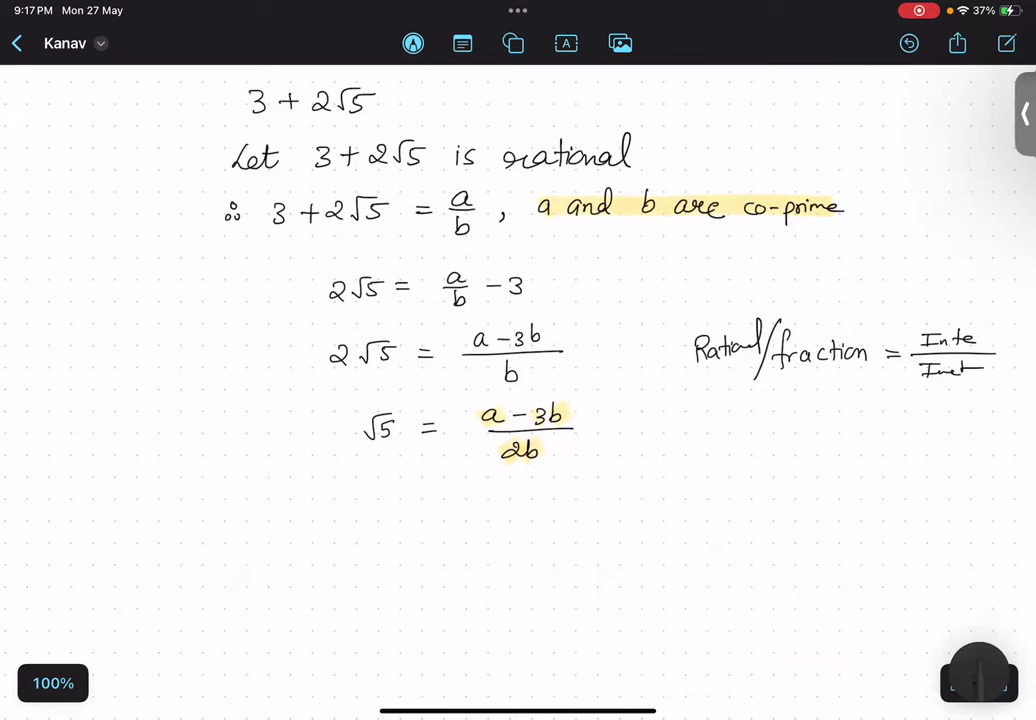 9:17 PM Mon 27 May
37%
Kanav
A
3 + 2√5
Let 3 + 2√5 is rational
∴ 3 + 2√5 = a/b , a and b are co-prime
2√5 = a/b - 3
2√5 = (a - 3b)/b
Rational/fraction = Inte/Inet
√5 = (a - 3b)/2b
100%